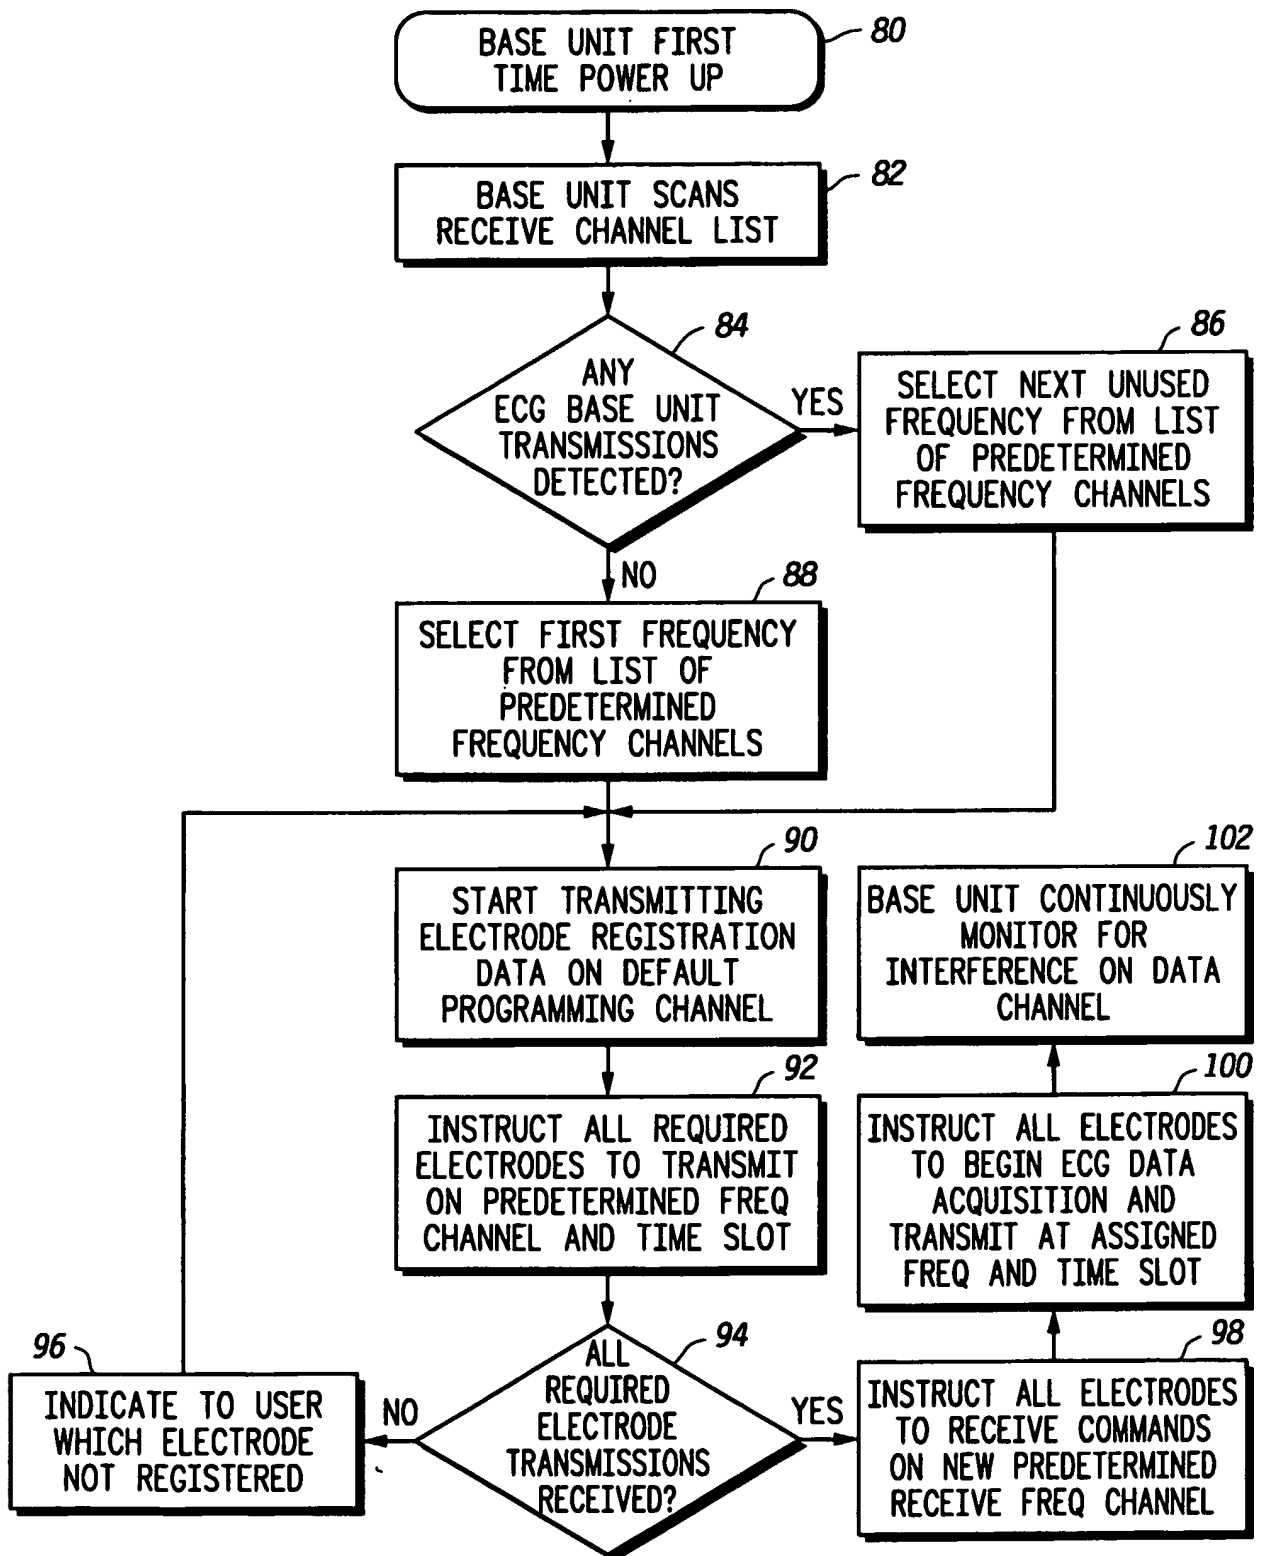 BASE UNIT FIRST
TIME POWER UP
80
BASE UNIT SCANS
RECEIVE CHANNEL LIST
82
ANY
ECG BASE UNIT
TRANSMISSIONS
DETECTED?
84
YES
SELECT NEXT UNUSED
FREQUENCY FROM LIST
OF PREDETERMINED
FREQUENCY CHANNELS
86
NO
SELECT FIRST FREQUENCY
FROM LIST OF
PREDETERMINED
FREQUENCY CHANNELS
88
START TRANSMITTING
ELECTRODE REGISTRATION
DATA ON DEFAULT
PROGRAMMING CHANNEL
90
INSTRUCT ALL REQUIRED
ELECTRODES TO TRANSMIT
ON PREDETERMINED FREQ
CHANNEL AND TIME SLOT
92
ALL
REQUIRED
ELECTRODE
TRANSMISSIONS
RECEIVED?
94
NO
INDICATE TO USER
WHICH ELECTRODE
NOT REGISTERED
96
YES
INSTRUCT ALL ELECTRODES
TO RECEIVE COMMANDS
ON NEW PREDETERMINED
RECEIVE FREQ CHANNEL
98
INSTRUCT ALL ELECTRODES
TO BEGIN ECG DATA
ACQUISITION AND
TRANSMIT AT ASSIGNED
FREQ AND TIME SLOT
100
BASE UNIT CONTINUOUSLY
MONITOR FOR
INTERFERENCE ON DATA
CHANNEL
102